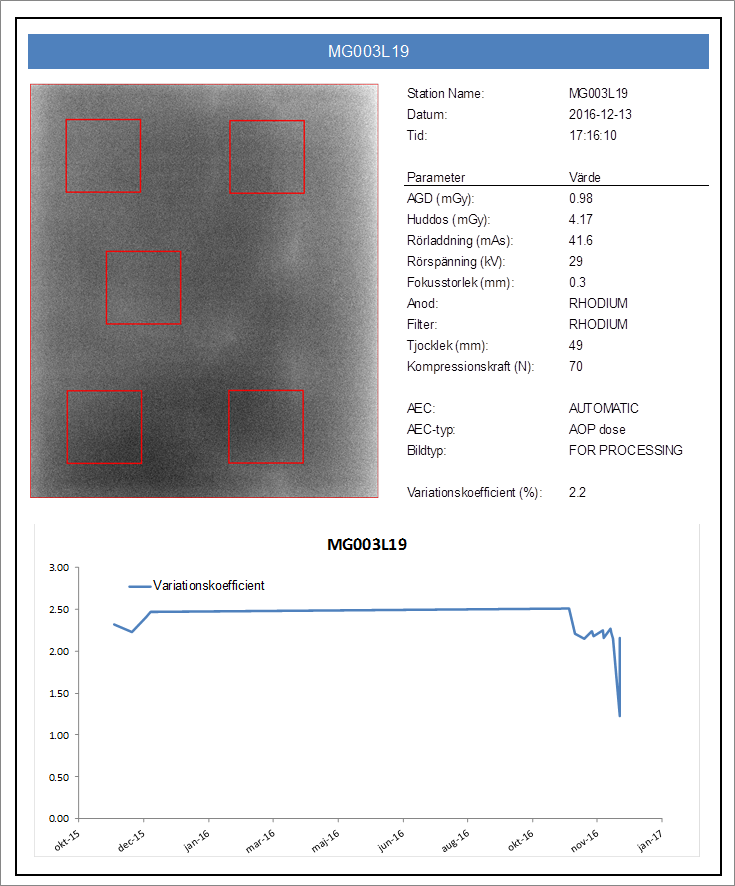 MG003L19
Station Name: MG003L19
Datum: 2016-12-13
Tid: 17:16:10
Parameter Värde
AGD (mGy): 0.98
Huddos (mGy): 4.17
Rörladdning (mAs): 41.6
Rörspänning (kV): 29
Fokusstorlek (mm): 0.3
Anod: RHODIUM
Filter: RHODIUM
Tjocklek (mm): 49
Kompressionskraft (N): 70
AEC: AUTOMATIC
AEC-typ: AOP dose
Bildtyp: FOR PROCESSING
Variationskoefficient (%): 2.2
MG003L19
Variationskoefficient
3.00
2.50
2.00
1.50
1.00
0.50
0.00
okt-15 dec-15 jan-16 mar-16 maj-16 jun-16 aug-16 okt-16 nov-16 jan-17